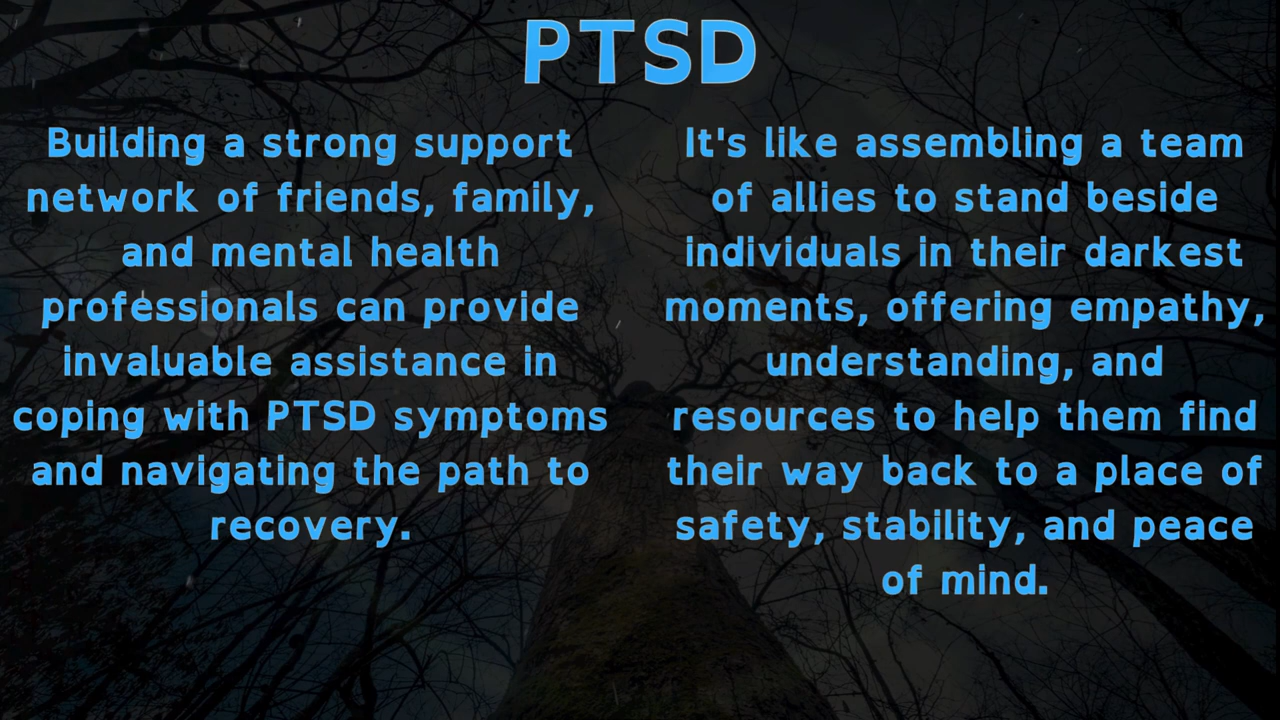 PTSD
Building a strong support
network of friends, family,
and mental health
professionals can provide
invaluable assistance in
coping with PTSD symptoms
and navigating the path to
recovery.
It's like assembling a team
of allies to stand beside
individuals in their darkest
moments, offering empathy,
understanding, and
resources to help them find
their way back to a place of
safety, stability, and peace
of mind.